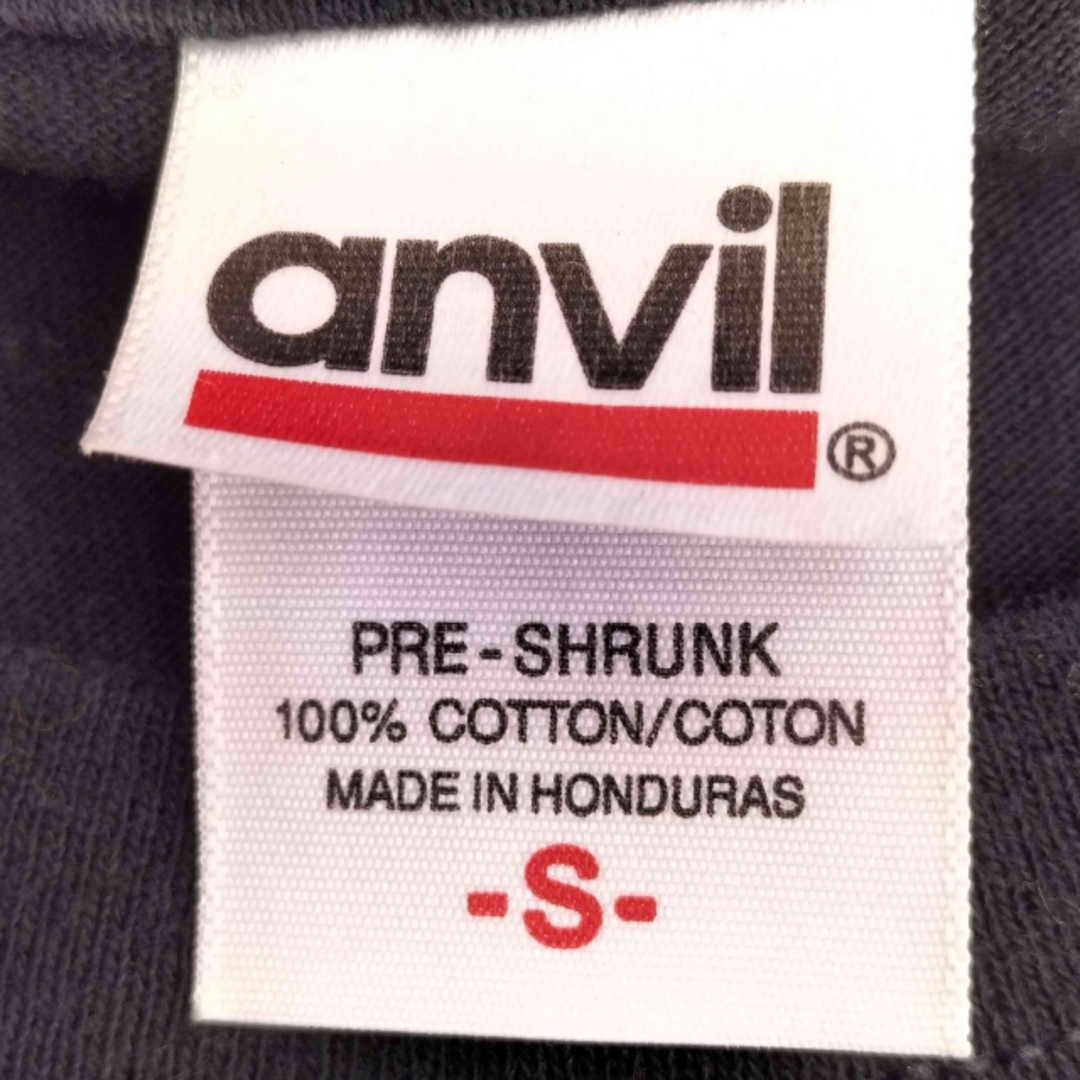 anvil®
PRE-SHRUNK
100% COTTON/COTON
MADE IN HONDURAS
-S-